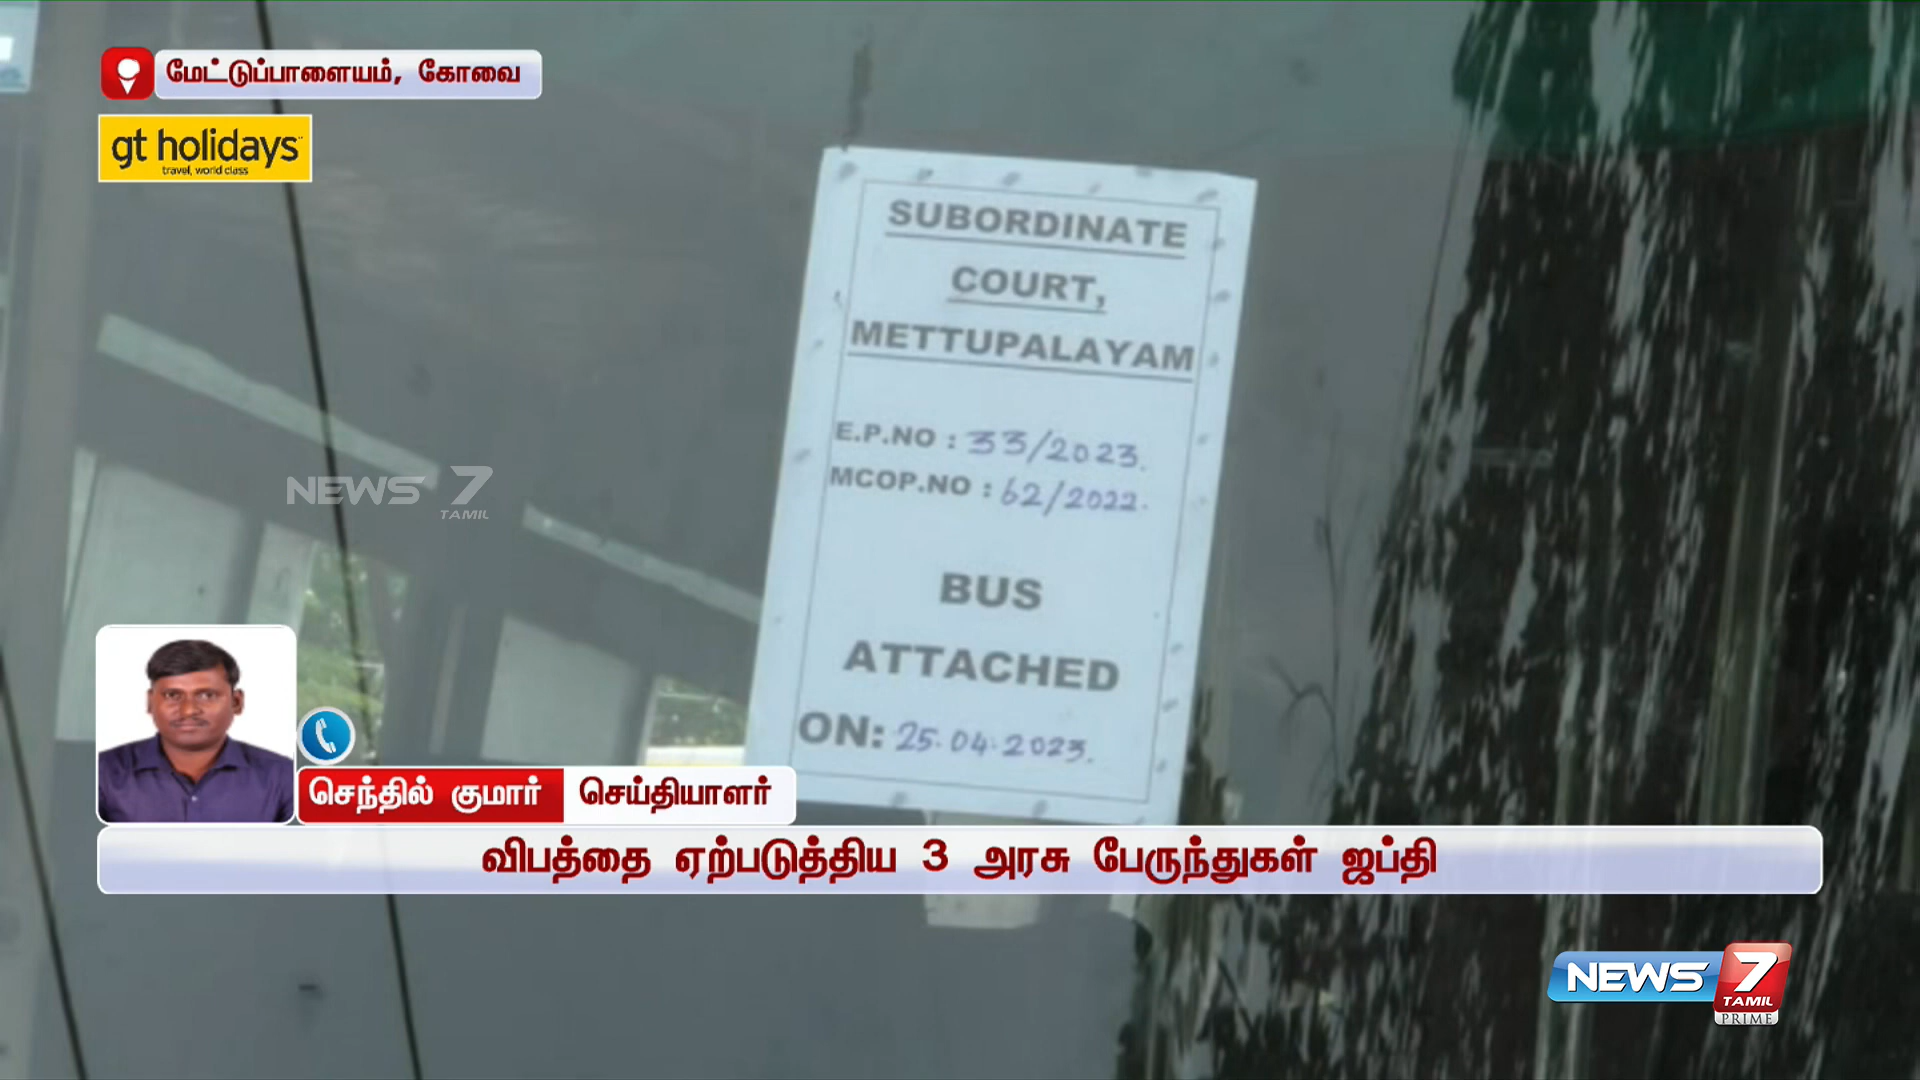 மேட்டுப்பாளையம், கோவை
gt holidays
travel, world class
SUBORDINATE
COURT,
METTUPALAYAM
E.P.NO : 33/2023.
MCOP.NO : 62/2022.
BUS
ATTACHED
ON: 25.04.2023.
NEWS 7
TAMIL
செந்தில் குமார் செய்தியாளர்
விபத்தை ஏற்படுத்திய 3 அரசு பேருந்துகள் ஜப்தி
NEWS 7
TAMIL
PRIME